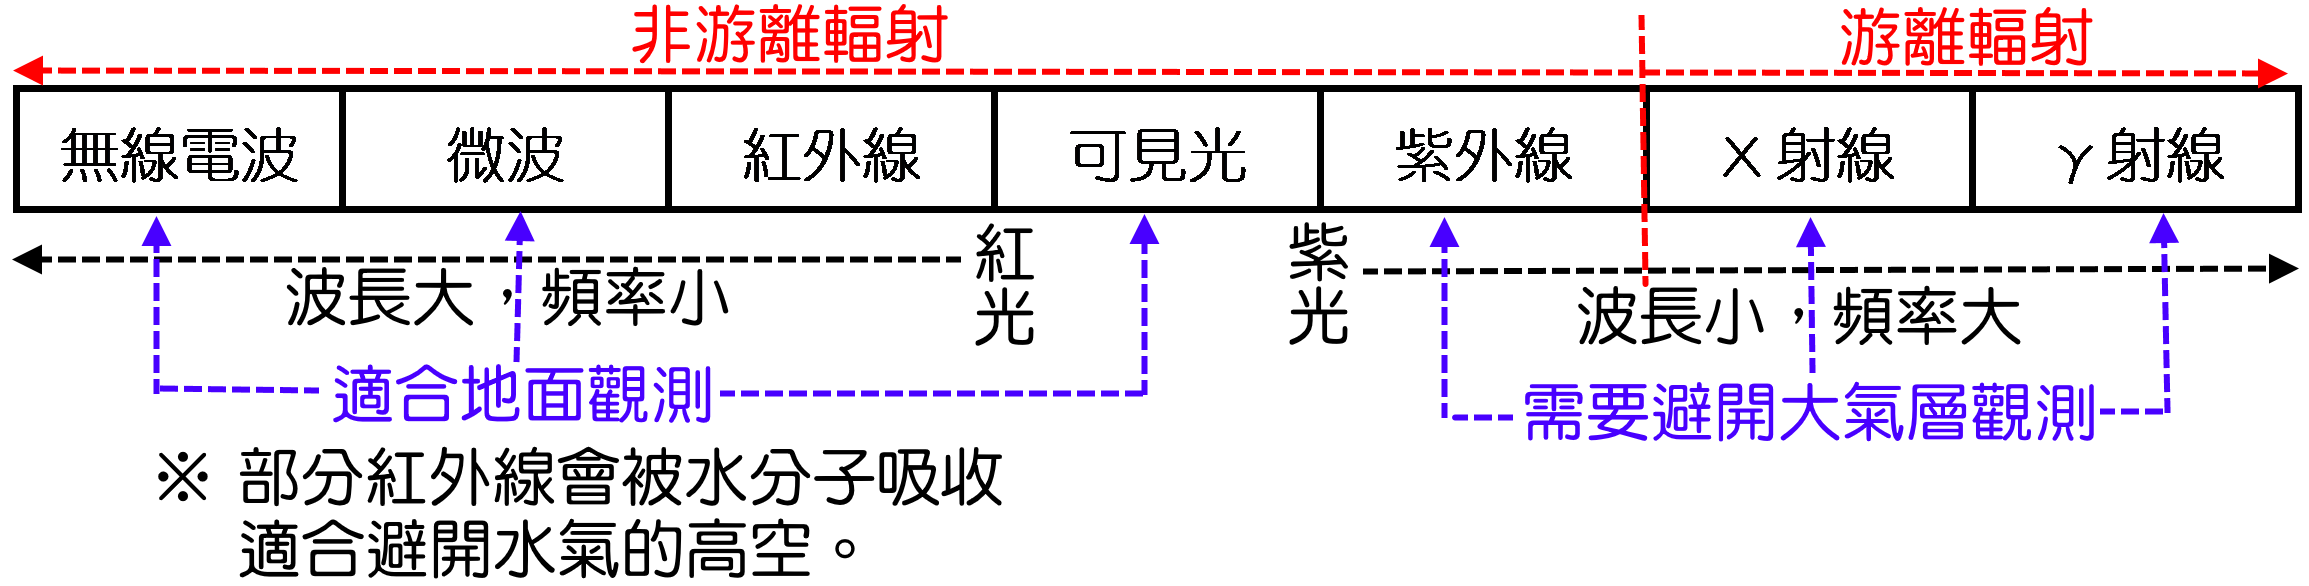 非游離輻射
游離輻射
無線電波
微波
紅外線
可見光
紫外線
X 射線
γ 射線
波長大，頻率小
紅光
紫光
波長小，頻率大
適合地面觀測
需要避開大氣層觀測
※ 部分紅外線會被水分子吸收
適合避開水氣的高空。